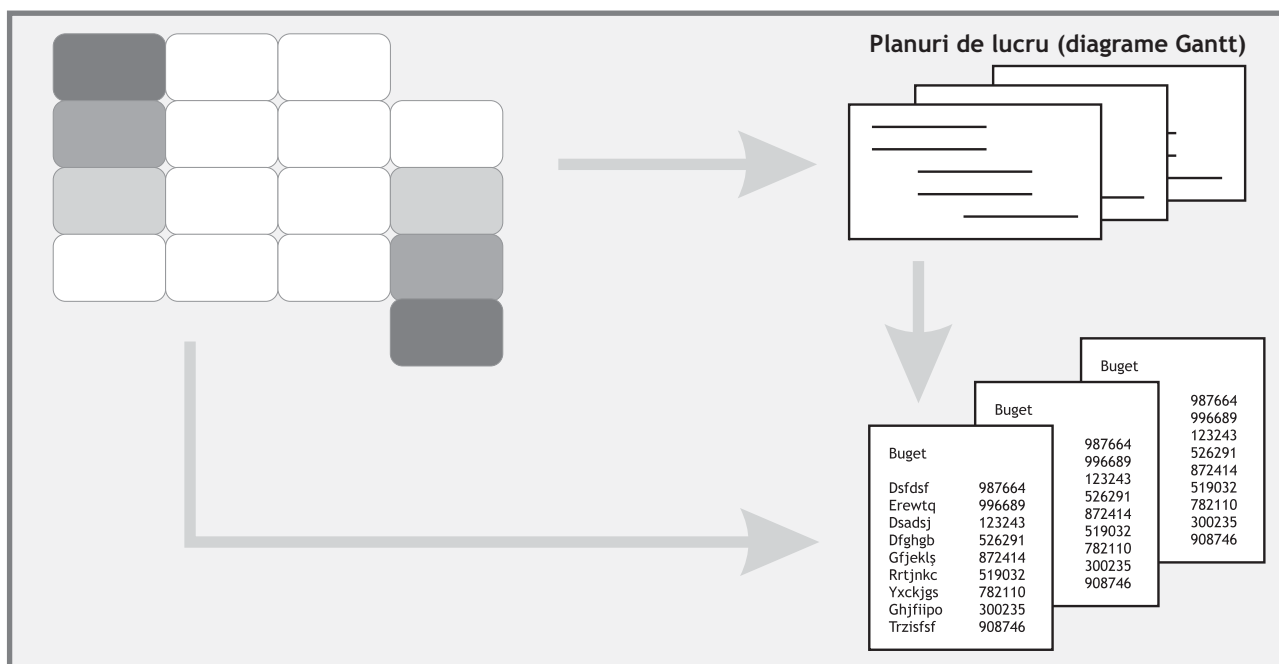 Planuri de lucru (diagrame Gantt)
Buget
987664
996689
123243
526291
872414
519032
782110
300235
908746
Buget
987664
996689
123243
526291
872414
519032
782110
300235
908746
Buget
Dsfdsf 987664
Erewtq 996689
Dsadsj 123243
Dfghgb 526291
Gfjeklş 872414
Rrtjnkc 519032
Yxckjgs 782110
Ghjfiipo 300235
Trzisfsf 908746